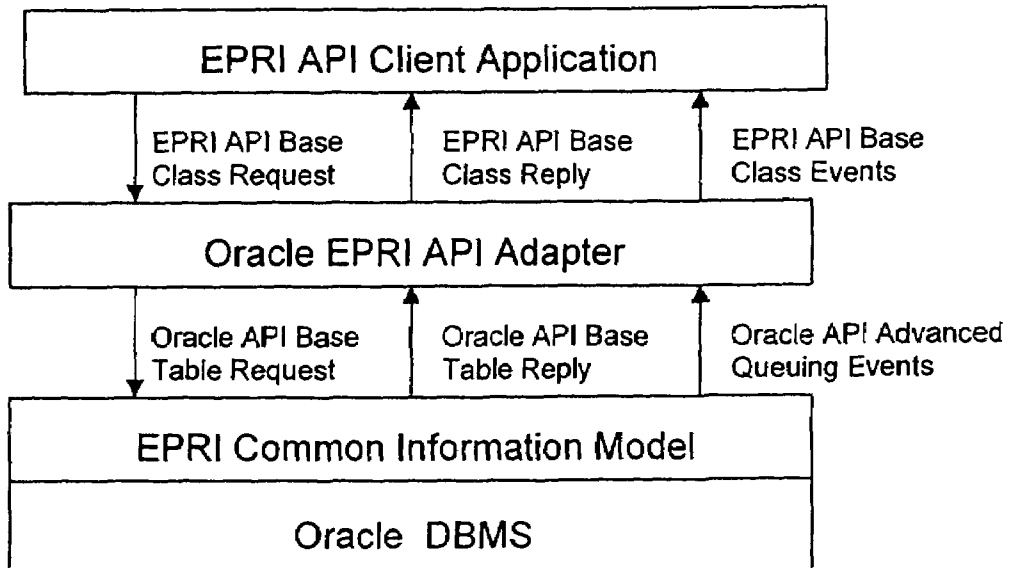 EPRI API Client Application
EPRI API Base
Class Request
EPRI API Base
Class Reply
EPRI API Base
Class Events
Oracle EPRI API Adapter
Oracle API Base
Table Request
Oracle API Base
Table Reply
Oracle API Advanced
Queuing Events
EPRI Common Information Model
Oracle DBMS